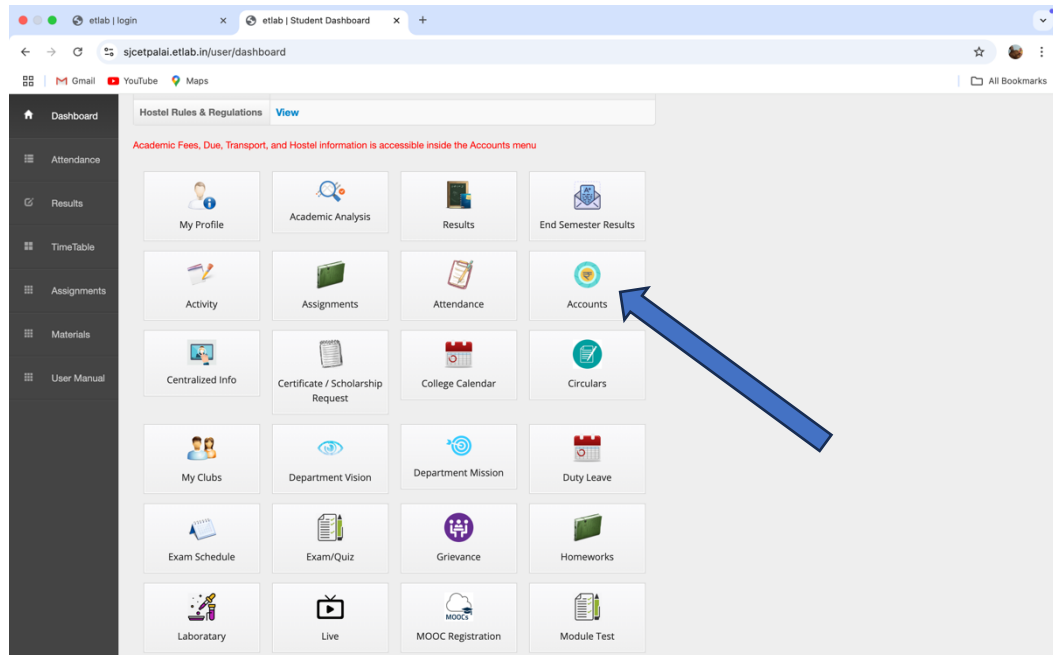 etlab | login
etlab | Student Dashboard
sjcetpalai.etlab.in/user/dashboard
Gmail YouTube Maps All Bookmarks
Dashboard
Attendance
Results
TimeTable
Assignments
Materials
User Manual
Hostel Rules & Regulations View
Academic Fees, Due, Transport, and Hostel information is accessible inside the Accounts menu
My Profile
Academic Analysis
Results
End Semester Results
Activity
Assignments
Attendance
Accounts
Centralized Info
Certificate / Scholarship
Request
College Calendar
Circulars
My Clubs
Department Vision
Department Mission
Duty Leave
Exam Schedule
Exam/Quiz
Grievance
Homeworks
Laboratary
Live
MOOCs
MOOC Registration
Module Test